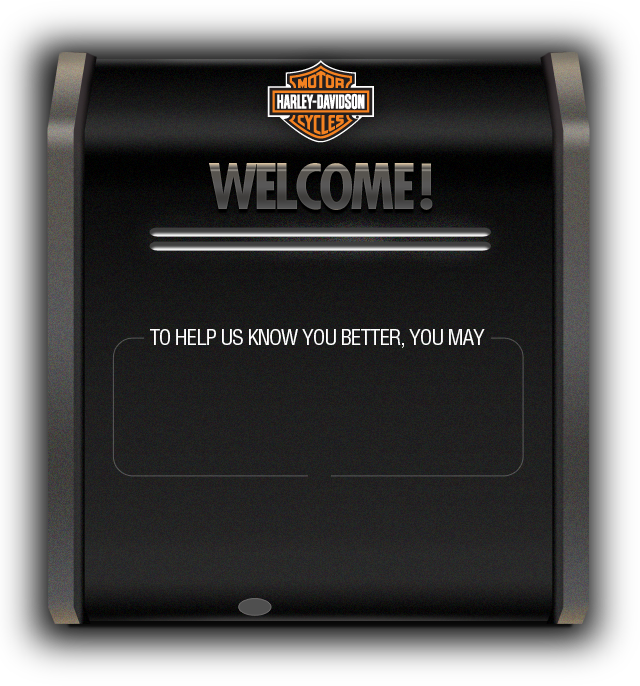 MOTOR
HARLEY-DAVIDSON
CYCLES
WELCOME!
TO HELP US KNOW YOU BETTER, YOU MAY